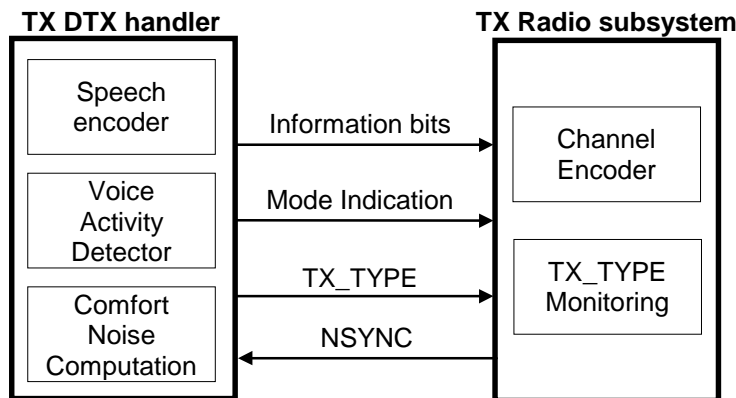 TX DTX handler
TX Radio subsystem
Speech
encoder
Information bits
Channel
Encoder
Voice
Activity
Detector
Mode Indication
TX_TYPE
TX_TYPE
Monitoring
Comfort
Noise
Computation
NSYNC